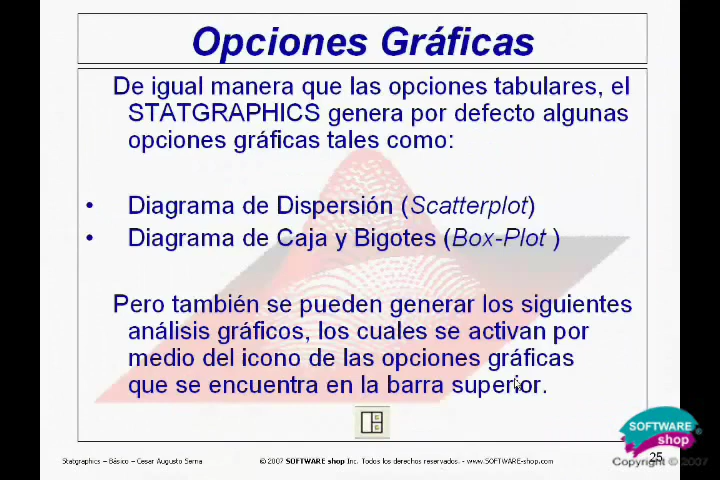 Opciones Gráficas
De igual manera que las opciones tabulares, el
STATGRAPHICS genera por defecto algunas
opciones gráficas tales como:
• Diagrama de Dispersión (Scatterplot)
• Diagrama de Caja y Bigotes (Box-Plot )
Pero también se pueden generar los siguientes
análisis gráficos, los cuales se activan por
medio del icono de las opciones gráficas
que se encuentra en la barra superior.
SOFTWARE
shop
Statgraphics – Básico – Cesar Augusto Serna
© 2007 SOFTWARE shop Inc. Todos los derechos reservados. - www.SOFTWARE-shop.com
25
Copyright © 2007